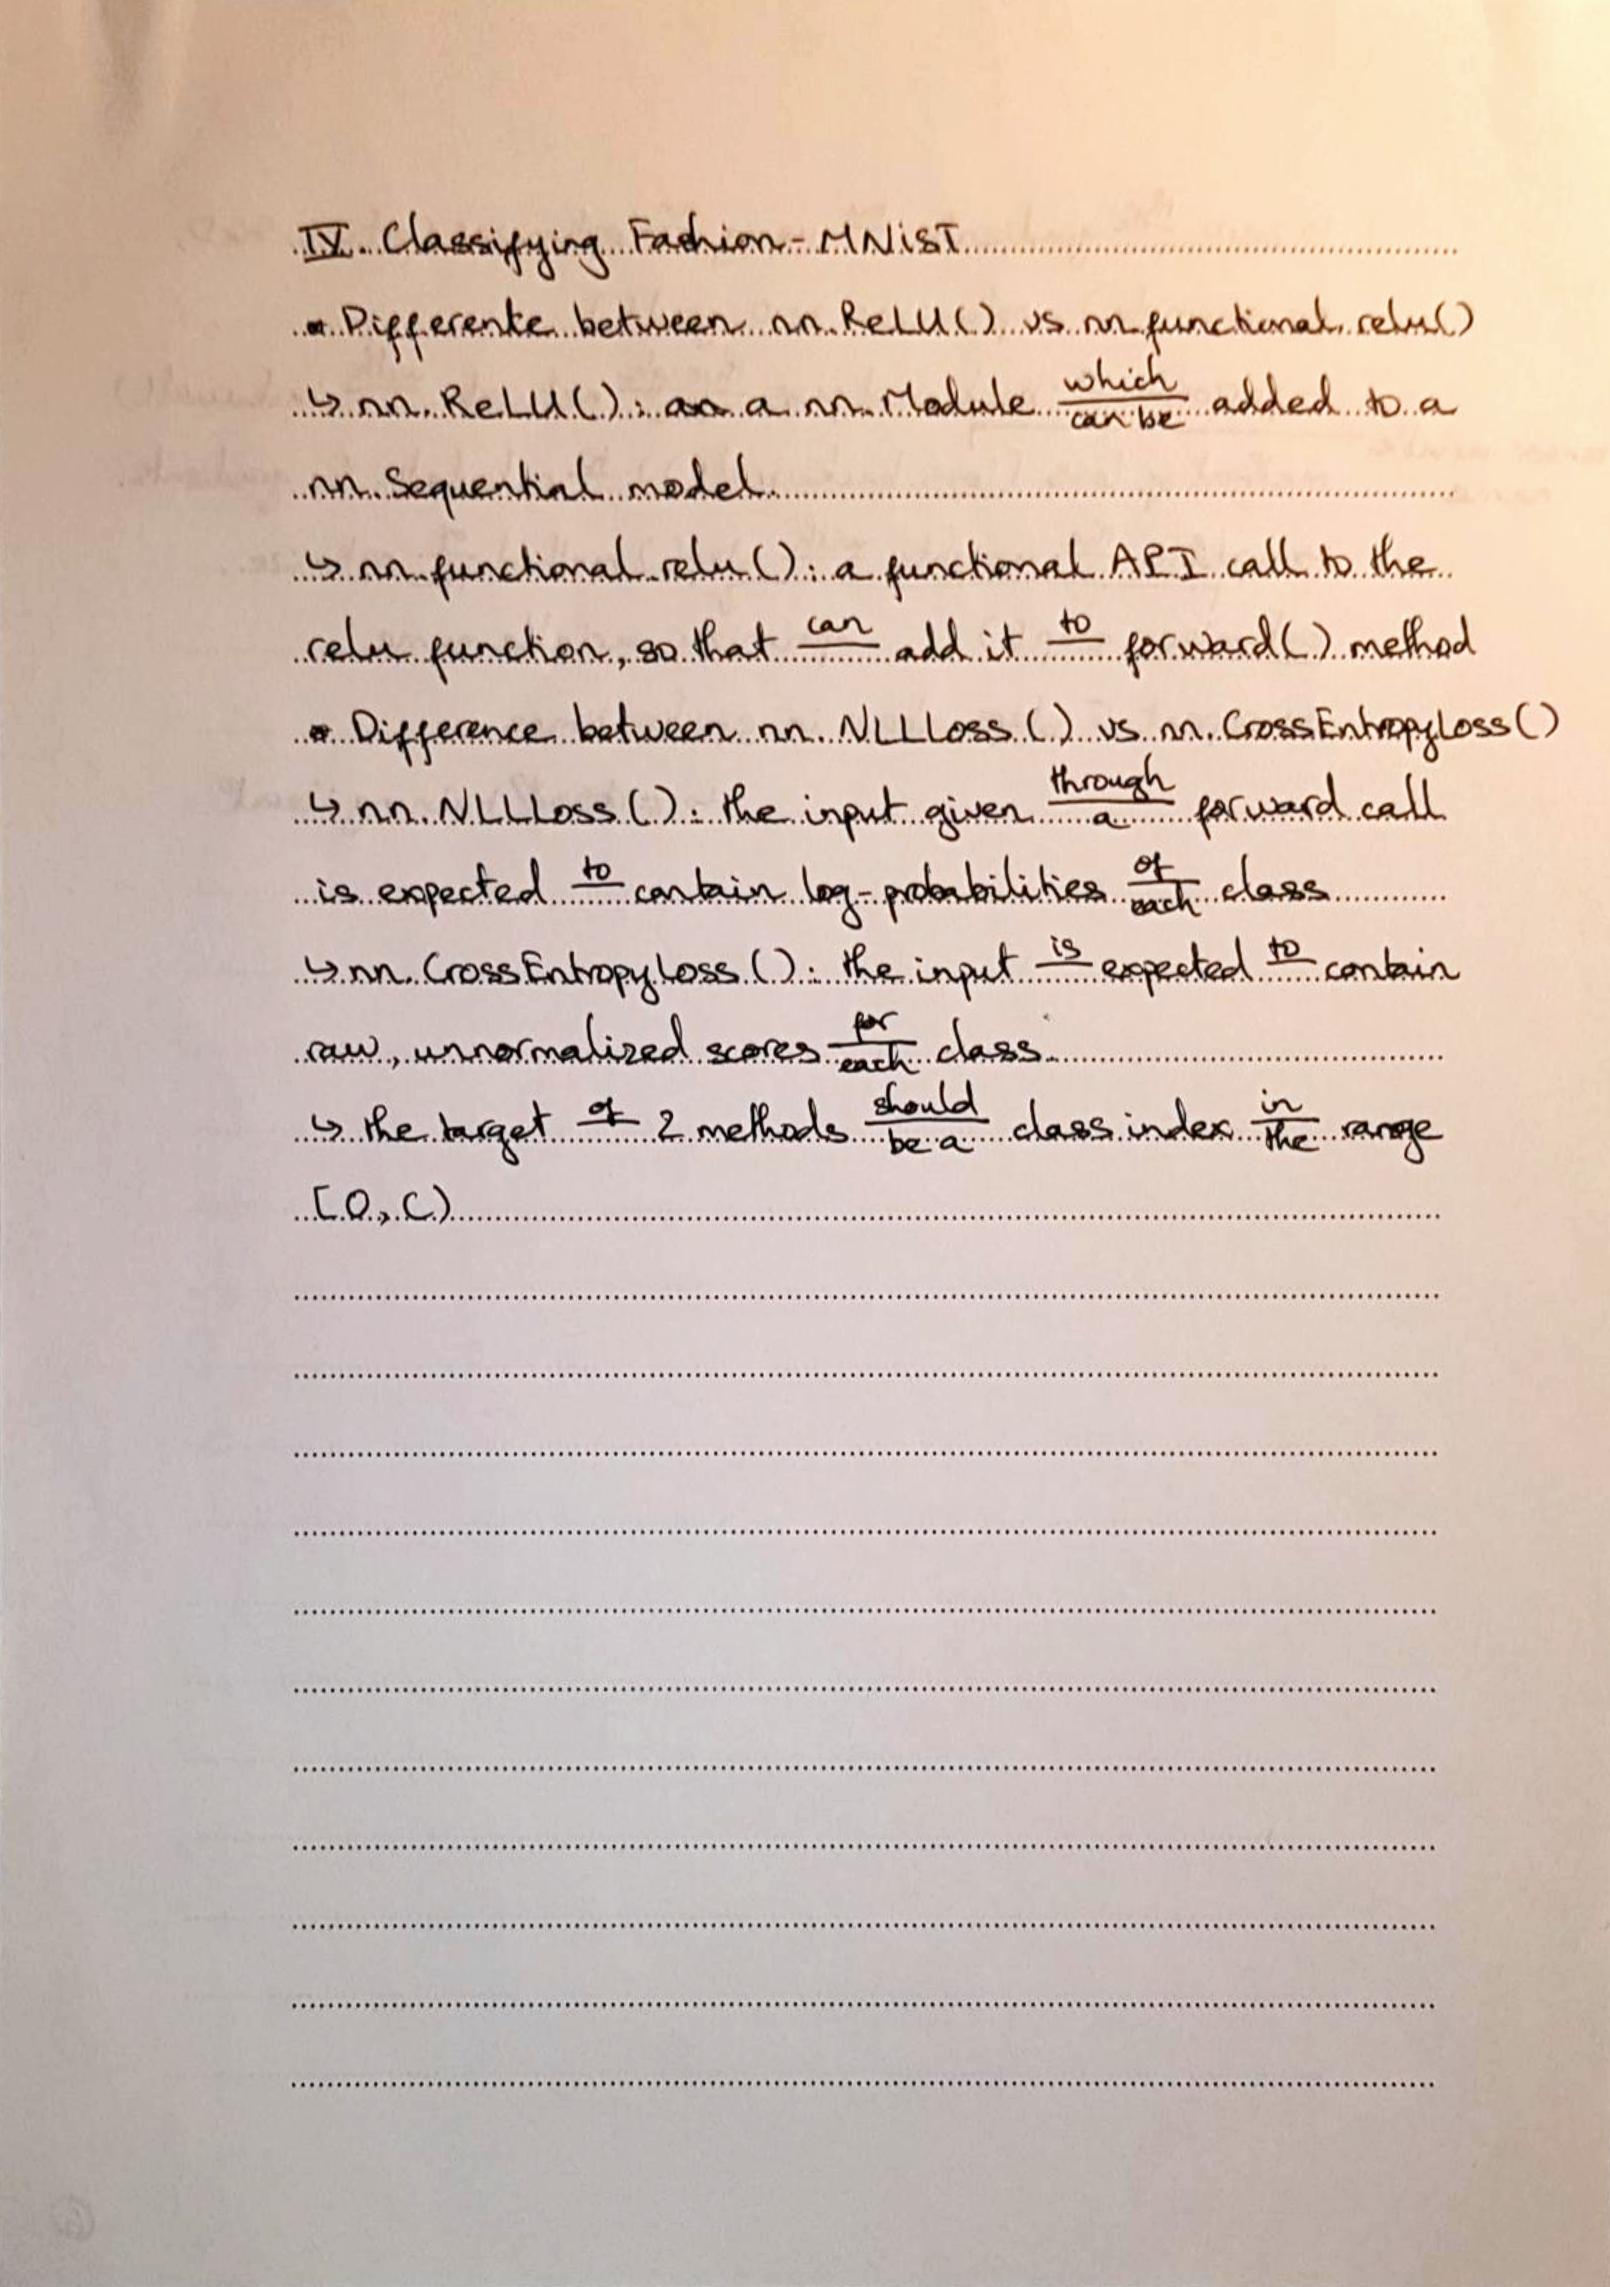 IV. Classifying Fashion-MNiST
Differente between nn.ReLU() vs nn.functional.relu()
↳ nn.ReLU(): a nn.Module which can be added to a
nn.Sequential model.
↳ nn.functional.relu(): a functional API call to the
relu function, so that can add it to forward() method
Difference between nn.NLLLoss() vs nn.CrossEntropyLoss()
↳ nn.NLLLoss(): the input given through a forward call
is expected to contain log-probabilities of each class
↳ nn.CrossEntropyLoss(): the input is expected to contain
raw, unnormalized scores for each class.
↳ the target of 2 methods should be a class index in the range
[0, C)